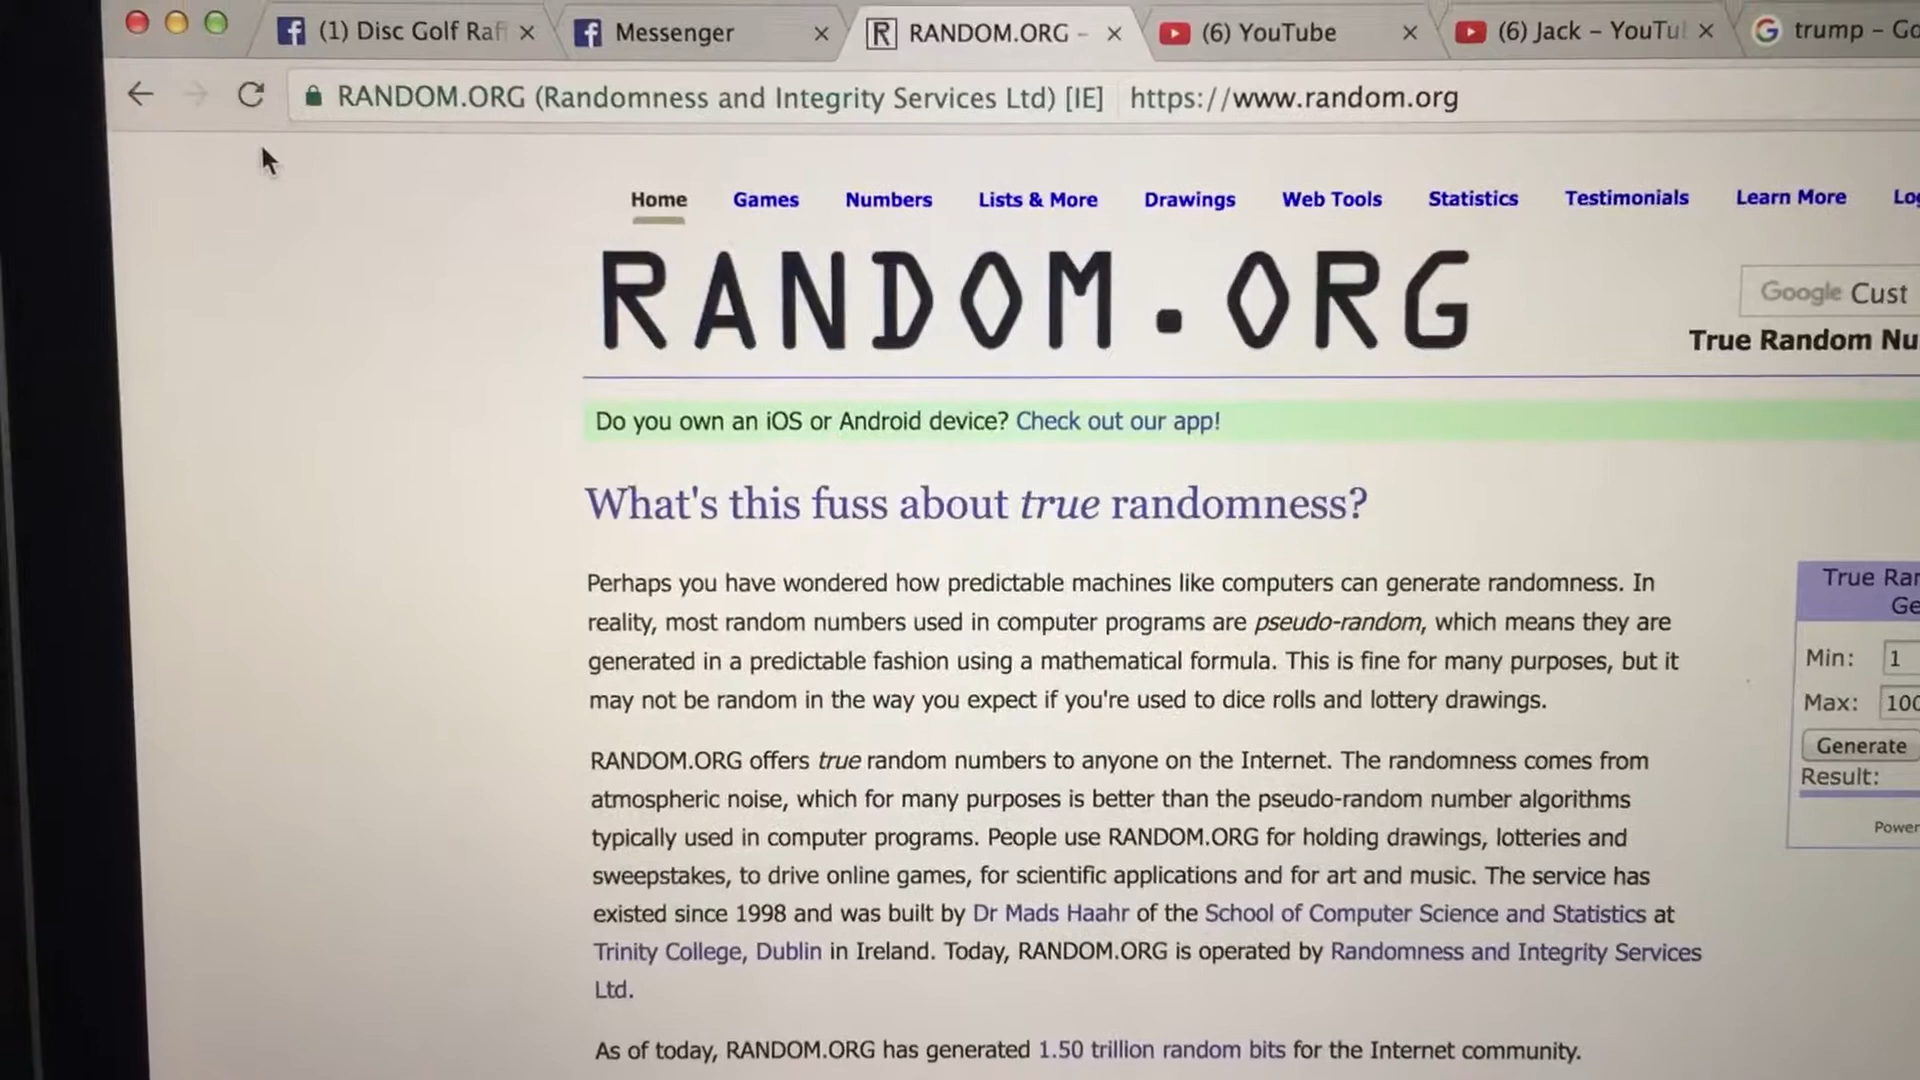 (1) Disc Golf Raf
Messenger
RANDOM.ORG –
(6) YouTube
(6) Jack – YouTu
trump – Go
RANDOM.ORG (Randomness and Integrity Services Ltd) [IE] https://www.random.org
Home Games Numbers Lists & More Drawings Web Tools Statistics Testimonials Learn More Log
RANDOM.ORG
Google Cust
True Random Nu
Do you own an iOS or Android device? Check out our app!
What's this fuss about true randomness?
Perhaps you have wondered how predictable machines like computers can generate randomness. In
reality, most random numbers used in computer programs are pseudo-random, which means they are
generated in a predictable fashion using a mathematical formula. This is fine for many purposes, but it
may not be random in the way you expect if you're used to dice rolls and lottery drawings.
RANDOM.ORG offers true random numbers to anyone on the Internet. The randomness comes from
atmospheric noise, which for many purposes is better than the pseudo-random number algorithms
typically used in computer programs. People use RANDOM.ORG for holding drawings, lotteries and
sweepstakes, to drive online games, for scientific applications and for art and music. The service has
existed since 1998 and was built by Dr Mads Haahr of the School of Computer Science and Statistics at
Trinity College, Dublin in Ireland. Today, RANDOM.ORG is operated by Randomness and Integrity Services
Ltd.
As of today, RANDOM.ORG has generated 1.50 trillion random bits for the Internet community.
True Ran
Ge
Min: 1
Max: 100
Generate
Result:
Power